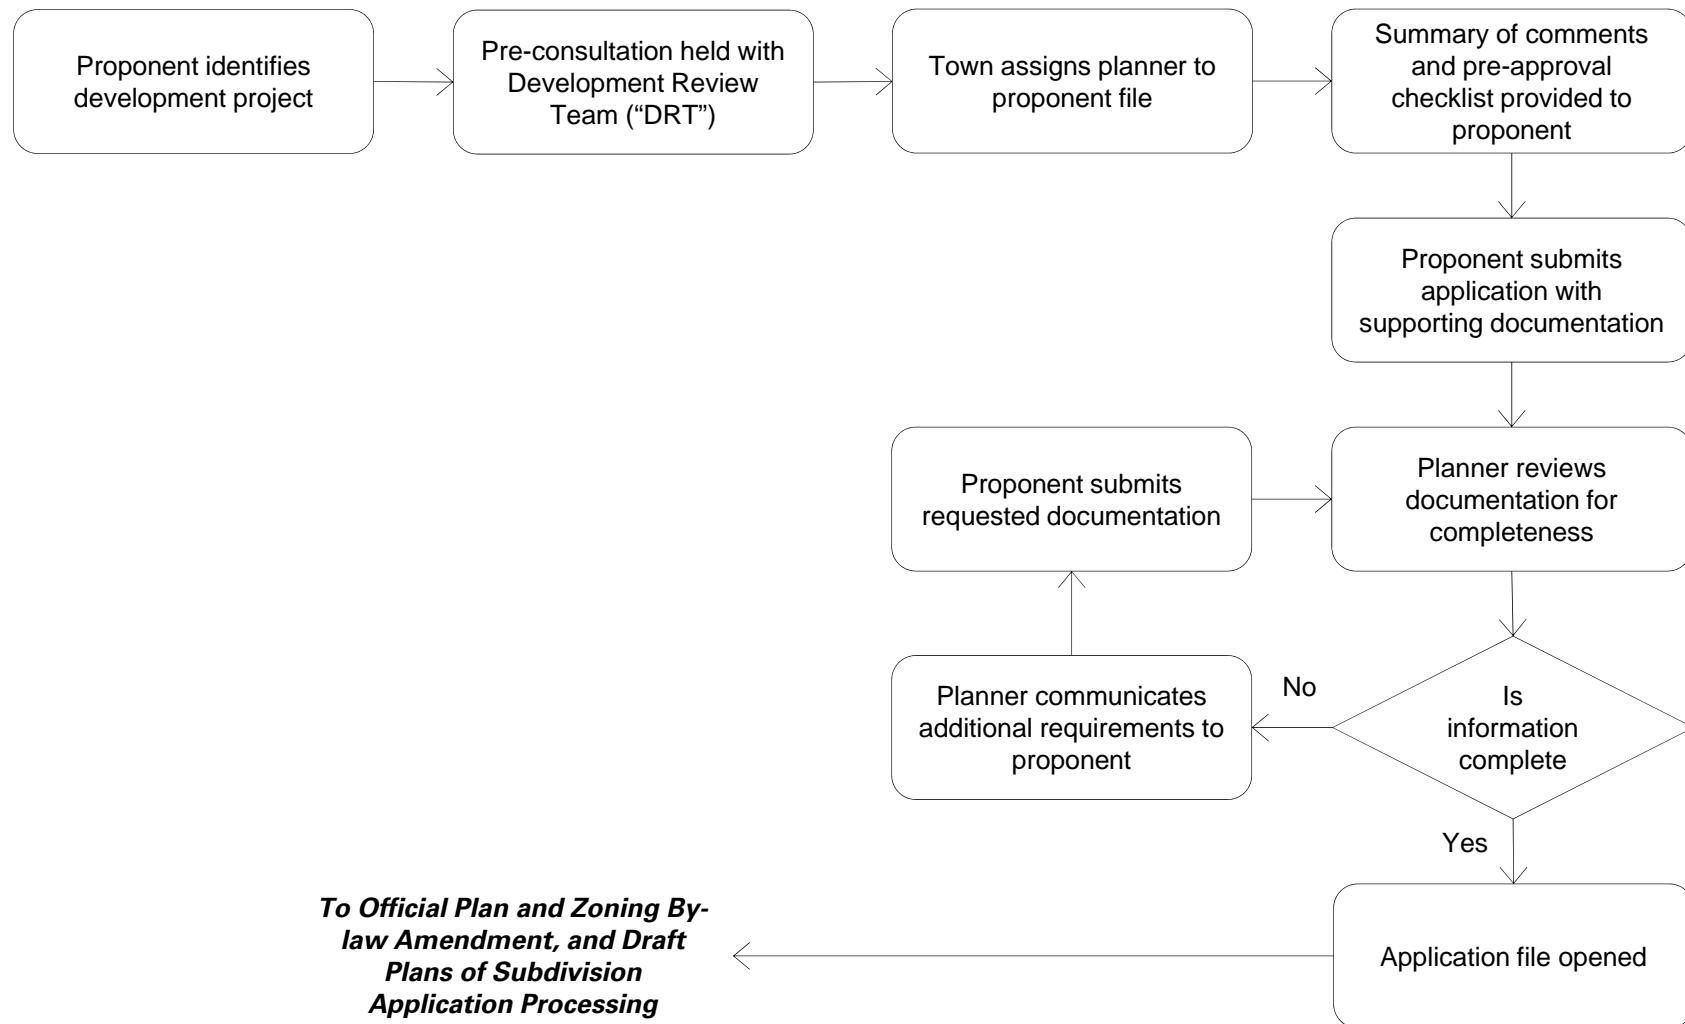 Proponent identifies
development project
Pre-consultation held with
Development Review
Team (“DRT”)
Town assigns planner to
proponent file
Summary of comments
and pre-approval
checklist provided to
proponent
Proponent submits
application with
supporting documentation
Proponent submits
requested documentation
Planner reviews
documentation for
completeness
Planner communicates
additional requirements to
proponent
No
Is
information
complete
Yes
To Official Plan and Zoning By-
law Amendment, and Draft
Plans of Subdivision
Application Processing
Application file opened